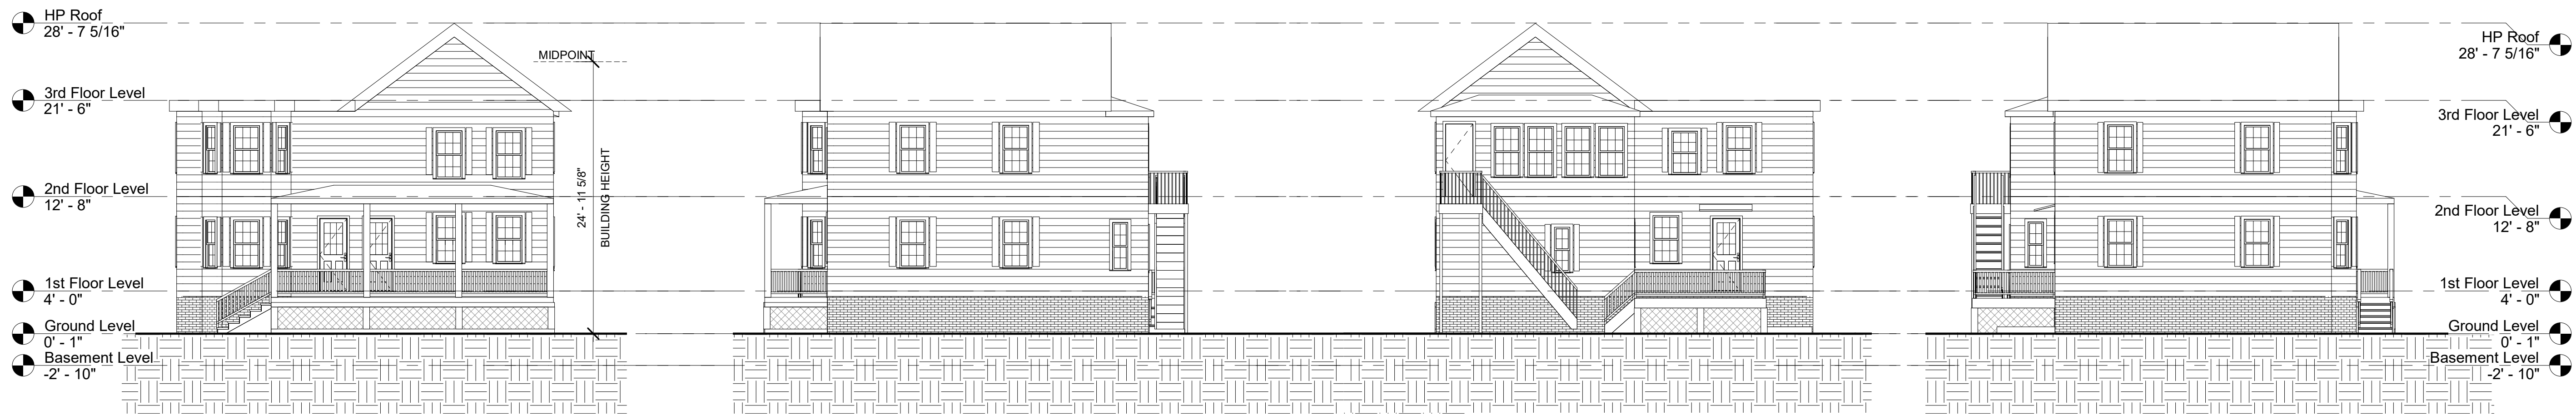 HP Roof
28' - 7 5/16"
3rd Floor Level
21' - 6"
2nd Floor Level
12' - 8"
1st Floor Level
4' - 0"
Ground Level
0' - 1"
Basement Level
-2' - 10"
MIDPOINT
24' - 11 5/8"
BUILDING HEIGHT
HP Roof
28' - 7 5/16"
3rd Floor Level
21' - 6"
2nd Floor Level
12' - 8"
1st Floor Level
4' - 0"
Ground Level
0' - 1"
Basement Level
-2' - 10"